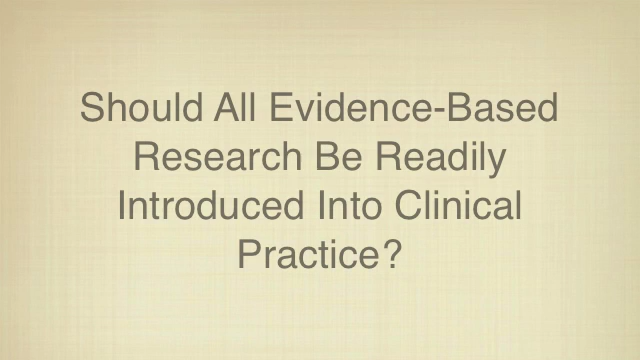 Should All Evidence-Based
Research Be Readily
Introduced Into Clinical
Practice?